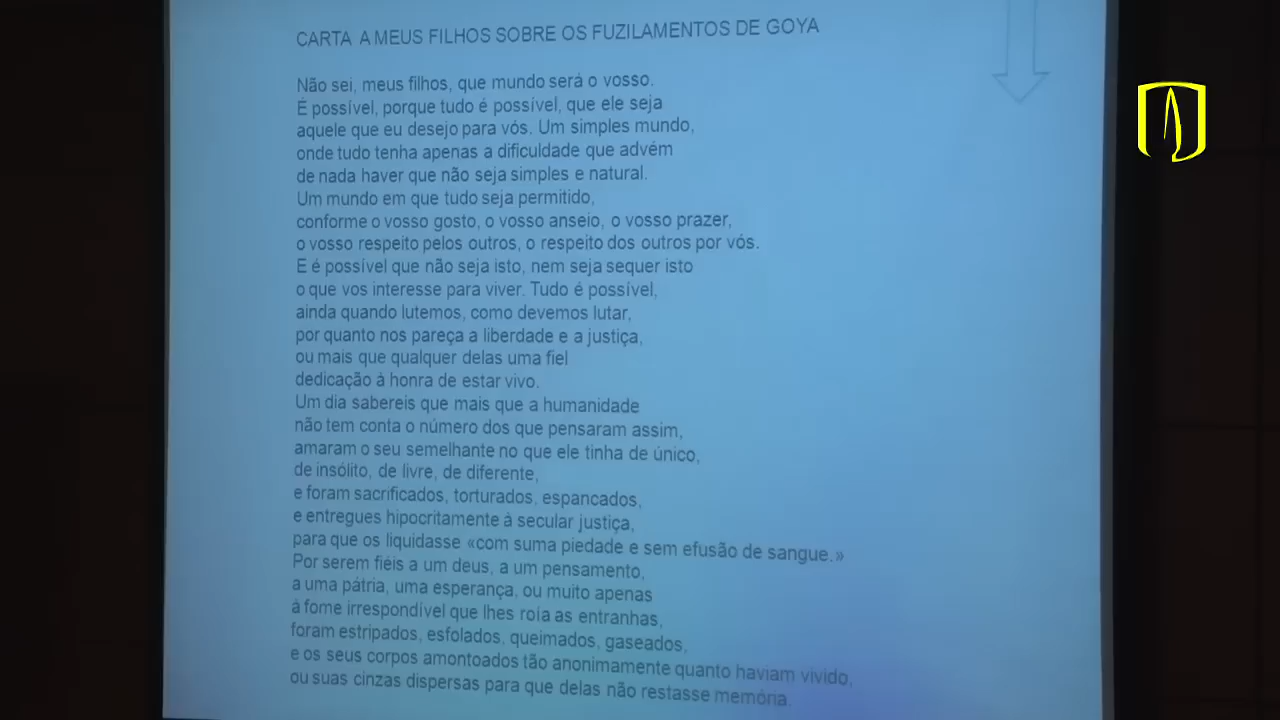 CARTA A MEUS FILHOS SOBRE OS FUZILAMENTOS DE GOYA
Não sei, meus filhos, que mundo será o vosso.
É possível, porque tudo é possível, que ele seja
aquele que eu desejo para vós. Um simples mundo,
onde tudo tenha apenas a dificuldade que advém
de nada haver que não seja simples e natural.
Um mundo em que tudo seja permitido,
conforme o vosso gosto, o vosso anseio, o vosso prazer,
o vosso respeito pelos outros, o respeito dos outros por vós.
E é possível que não seja isto, nem seja sequer isto
o que vos interesse para viver. Tudo é possível,
ainda quando lutemos, como devemos lutar,
por quanto nos pareça a liberdade e a justiça,
ou mais que qualquer delas uma fiel
dedicação à honra de estar vivo.
Um dia sabereis que mais que a humanidade
não tem conta o número dos que pensaram assim,
amaram o seu semelhante no que ele tinha de único,
de insólito, de livre, de diferente,
e foram sacrificados, torturados, espancados,
e entregues hipocritamente à secular justiça,
para que os liquidasse «com suma piedade e sem efusão de sangue.»
Por serem fiéis a um deus, a um pensamento,
a uma pátria, uma esperança, ou muito apenas
à fome irrespondível que lhes roía as entranhas,
foram estripados, esfolados, queimados, gaseados,
e os seus corpos amontoados tão anonimamente quanto haviam vivido,
ou suas cinzas dispersas para que delas não restasse memória.